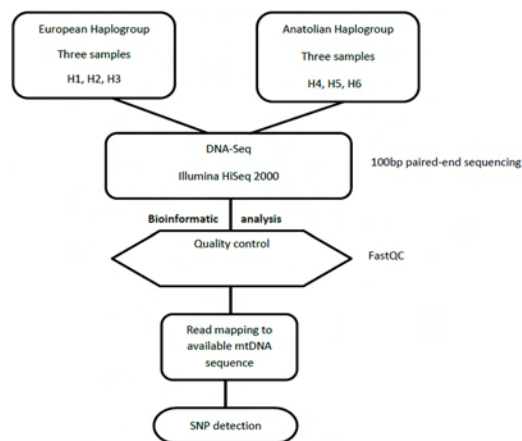 European Haplogroup
Three samples
H1, H2, H3
Anatolian Haplogroup
Three samples
H4, H5, H6
DNA-Seq
Illumina HiSeq 2000
100bp paired-end sequencing
Bioinformatic analysis
Quality control
FastQC
Read mapping to
available mtDNA
sequence
SNP detection